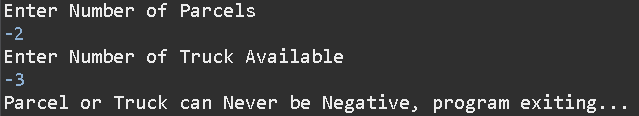 Enter Number of Parcels
-2
Enter Number of Truck Available
-3
Parcel or Truck can Never be Negative, program exiting...